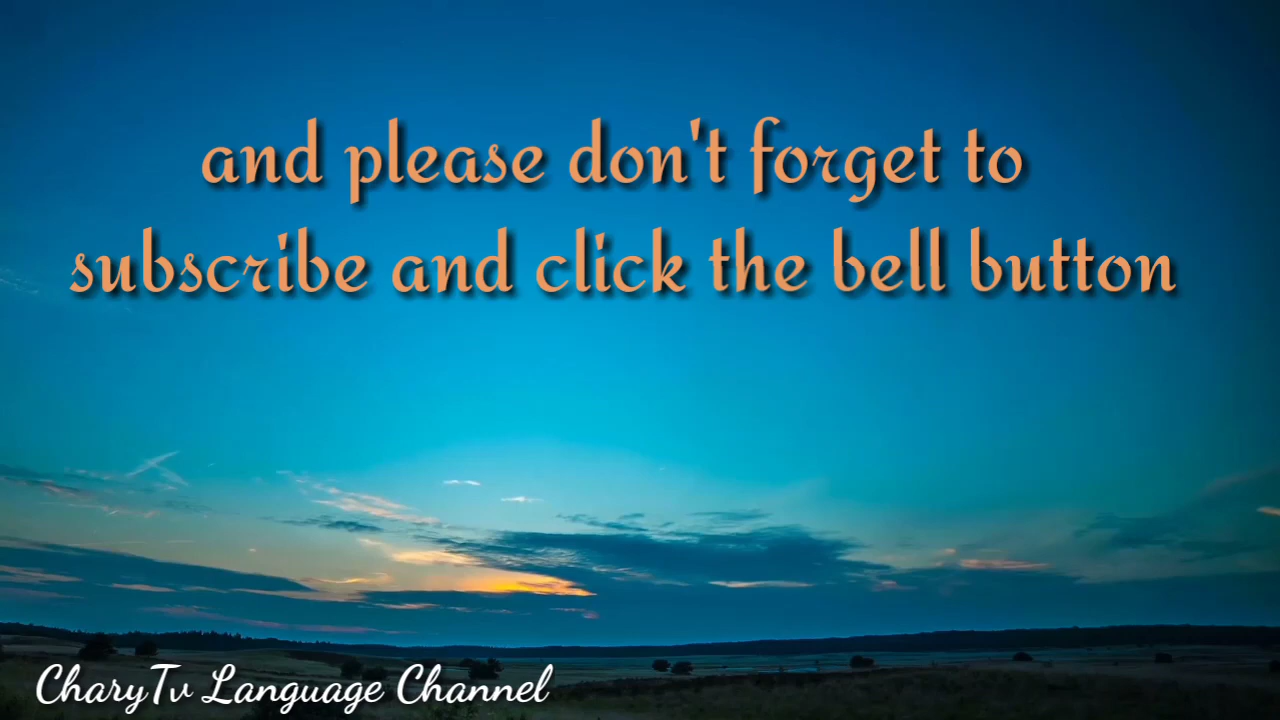 and please don't forget to
subscribe and click the bell button
CharyTv Language Channel